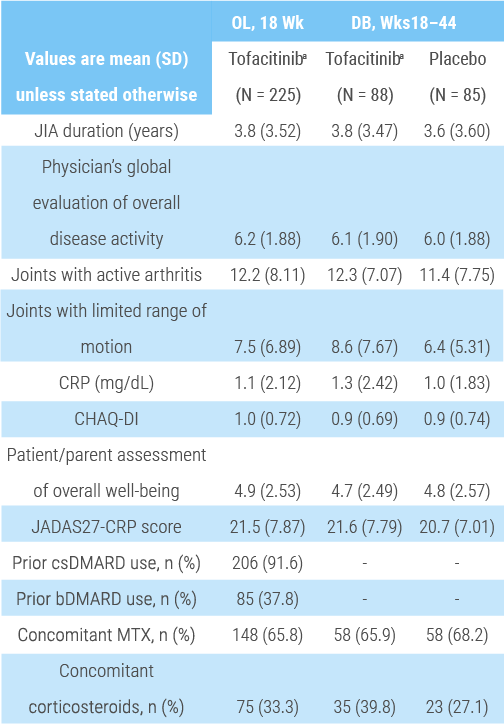 OL, 18 Wk DB, Wks18–44
Values are mean (SD) Tofacitinibª Tofacitinibª Placebo
unless stated otherwise (N = 225) (N = 88) (N = 85)
JIA duration (years) 3.8 (3.52) 3.8 (3.47) 3.6 (3.60)
Physician's global
evaluation of overall
disease activity 6.2 (1.88) 6.1 (1.90) 6.0 (1.88)
Joints with active arthritis 12.2 (8.11) 12.3 (7.07) 11.4 (7.75)
Joints with limited range of
motion 7.5 (6.89) 8.6 (7.67) 6.4 (5.31)
CRP (mg/dL) 1.1 (2.12) 1.3 (2.42) 1.0 (1.83)
CHAQ-DI 1.0 (0.72) 0.9 (0.69) 0.9 (0.74)
Patient/parent assessment
of overall well-being 4.9 (2.53) 4.7 (2.49) 4.8 (2.57)
JADAS27-CRP score 21.5 (7.87) 21.6 (7.79) 20.7 (7.01)
Prior csDMARD use, n (%) 206 (91.6) - -
Prior bDMARD use, n (%) 85 (37.8) - -
Concomitant MTX, n (%) 148 (65.8) 58 (65.9) 58 (68.2)
Concomitant
corticosteroids, n (%) 75 (33.3) 35 (39.8) 23 (27.1)